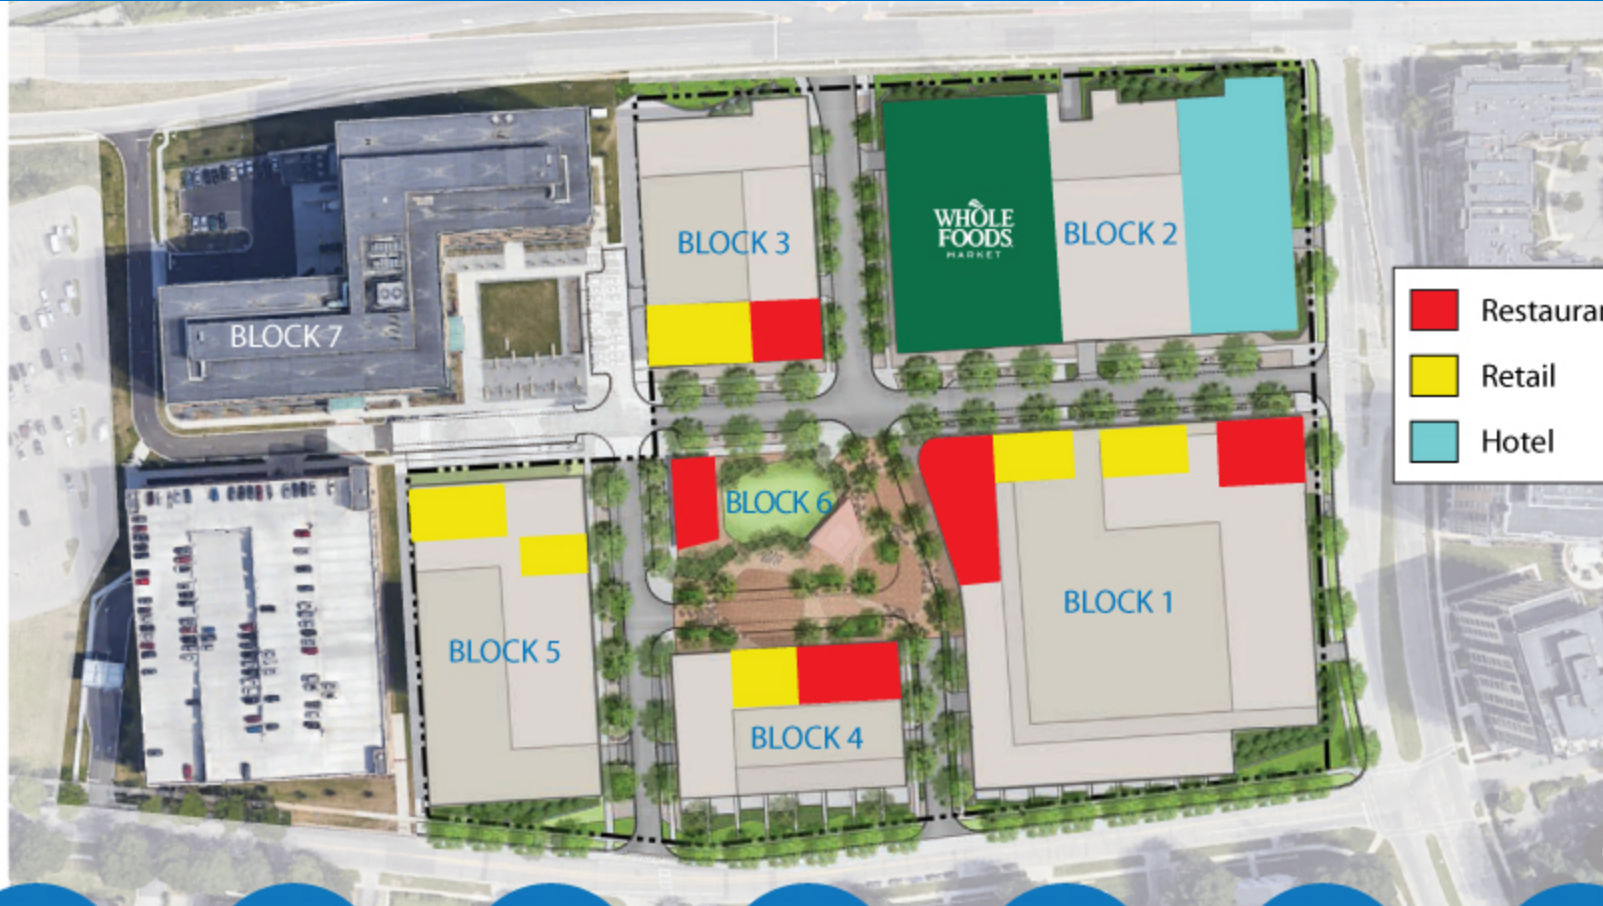 BLOCK 3
WHOLE
FOODS
MARKET
BLOCK 2
BLOCK 7
Restauran
Retail
Hotel
BLOCK 6
BLOCK 1
BLOCK 5
BLOCK 4